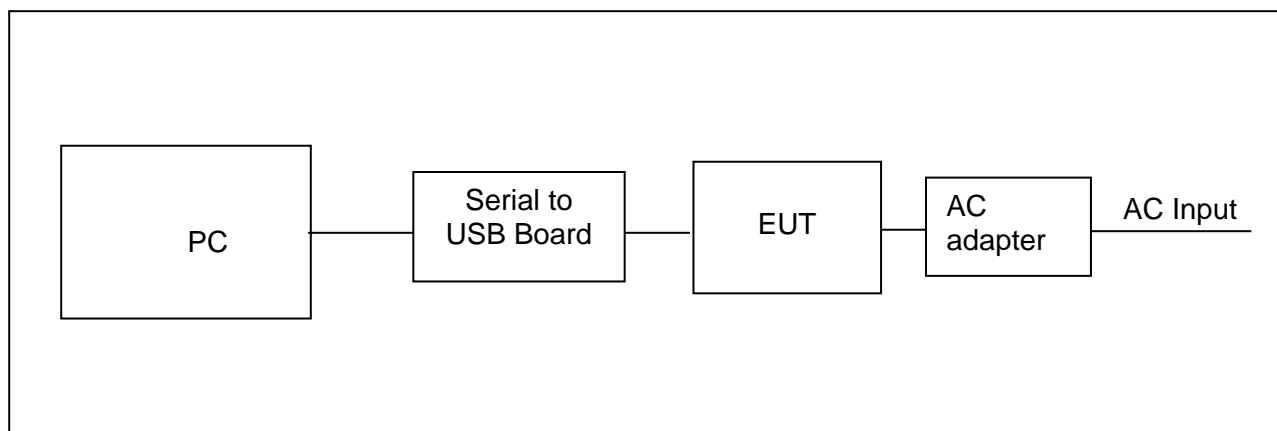 PC
Serial to
USB Board
EUT
AC
adapter
AC Input